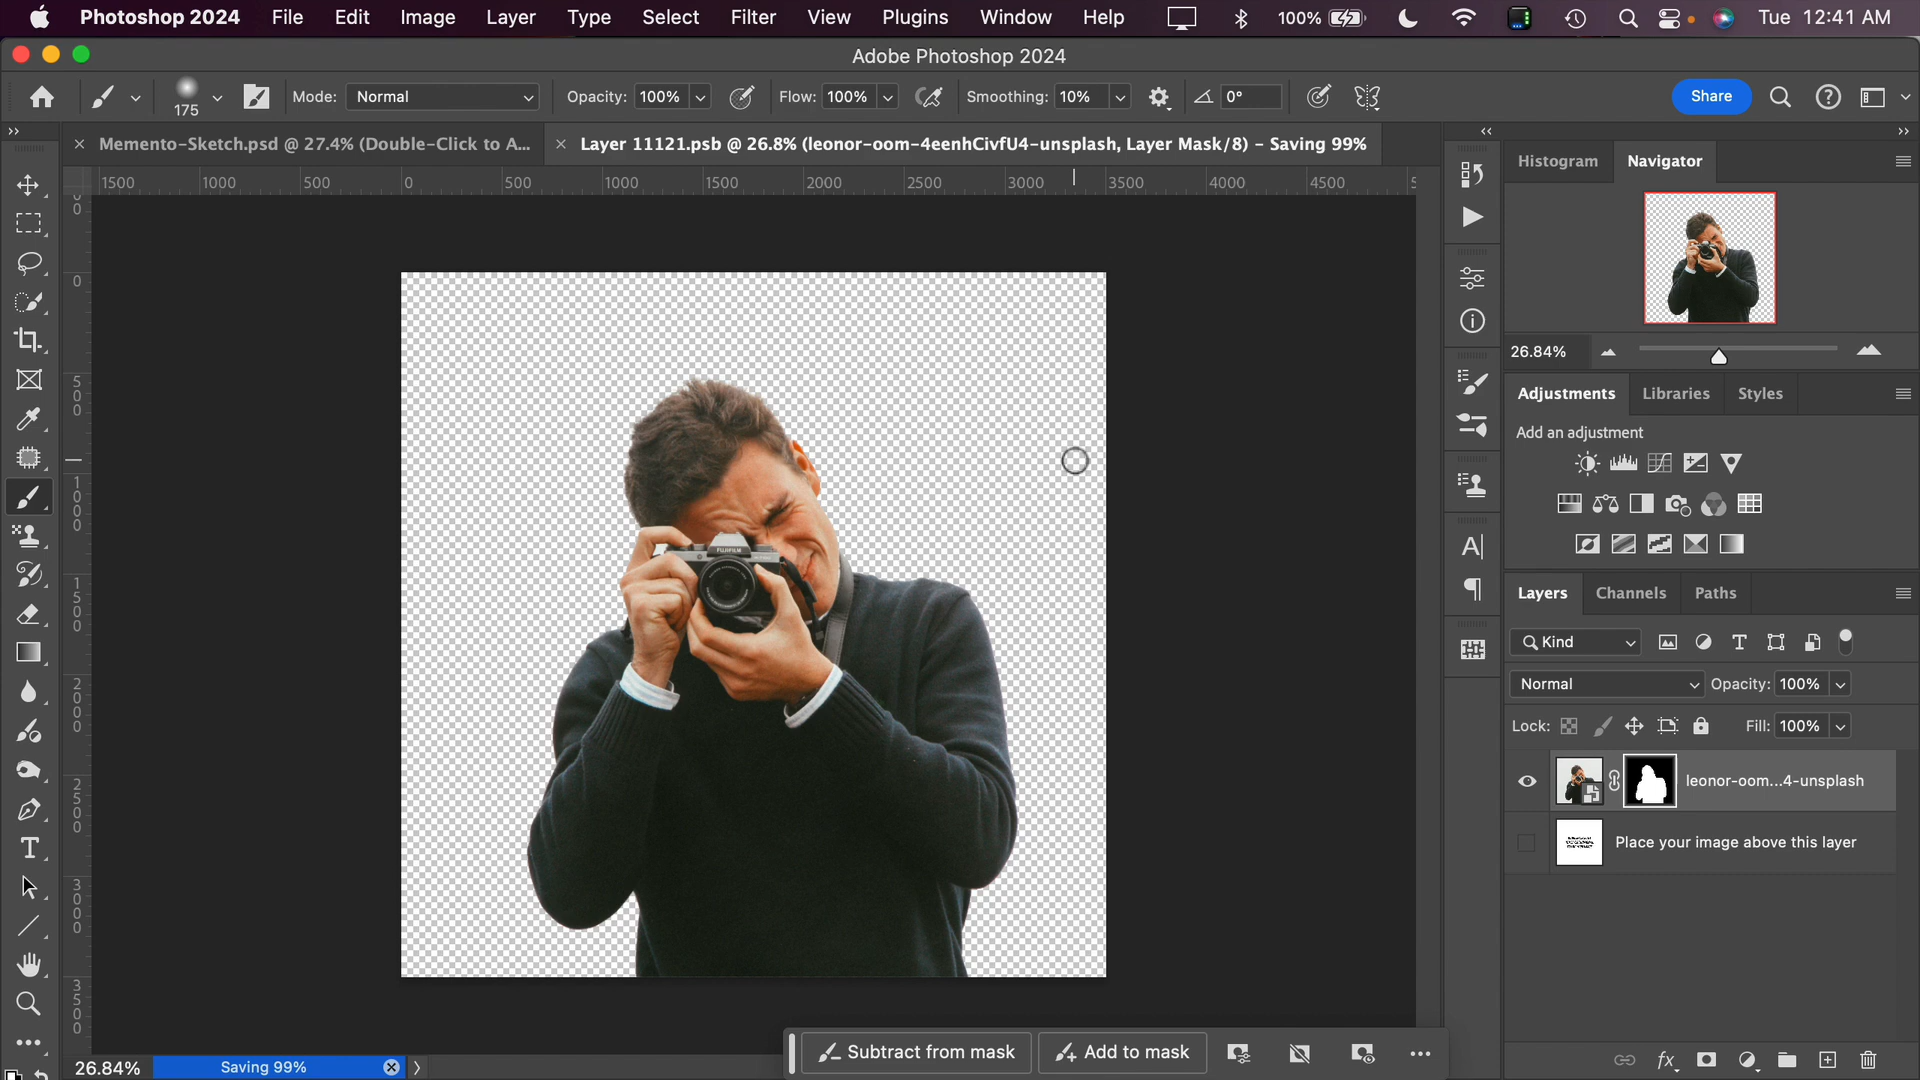 Photoshop 2024 File Edit Image Layer Type Select Filter View Plugins Window Help 100% Tue 12:41 AM
Adobe Photoshop 2024
175 Mode: Normal Opacity: 100% Flow: 100% Smoothing: 10% 0° Share
Memento-Sketch.psd @ 27.4% (Double-Click to A... Layer 11121.psb @ 26.8% (leonor-oom-4eenhCivfU4-unsplash, Layer Mask/8) - Saving 99%
1500 1000 500 0 500 1000 1500 2000 2500 3000 3500 4000 4500 5
0
0
500
1000
1500
2000
2500
3000
3500
FUJIFILM
Histogram Navigator
26.84%
Adjustments Libraries Styles
Add an adjustment
Layers Channels Paths
Kind
Normal Opacity: 100%
Lock: Fill: 100%
leonor-oom...4-unsplash
Place your image above this layer
Subtract from mask Add to mask
26.84% Saving 99%